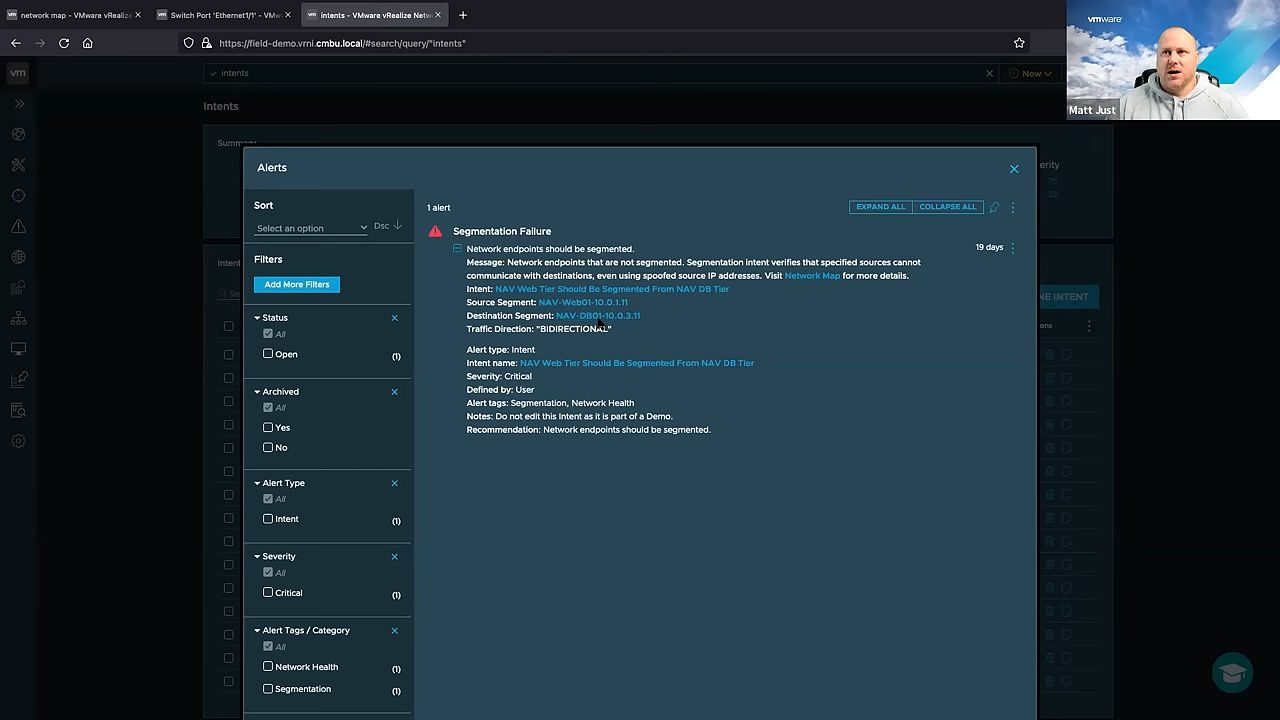 network map - VMware vRealize
Switch Port 'Ethernet1/1' - VMw
intents - VMware vRealize Netw
https://field-demo.vrni.cmbu.local/#search/query/"intents"
vmware
Matt Just
vm
intents
Now
Intents
Summ
erity
Alerts
Sort
Select an option
Dsc
1 alert
EXPAND ALL
COLLAPSE ALL
Segmentation Failure
Network endpoints should be segmented.
19 days
Message: Network endpoints that are not segmented. Segmentation intent verifies that specified sources cannot
communicate with destinations, even using spoofed source IP addresses. Visit Network Map for more details.
Intent: NAV Web Tier Should Be Segmented From NAV DB Tier
Source Segment: NAV-Web01-10.0.1.11
Destination Segment: NAV-DB01-10.0.3.11
Traffic Direction: "BIDIRECTIONAL"
Alert type: Intent
Intent name: NAV Web Tier Should Be Segmented From NAV DB Tier
Severity: Critical
Defined by: User
Alert tags: Segmentation, Network Health
Notes: Do not edit this Intent as it is part of a Demo.
Recommendation: Network endpoints should be segmented.
Filters
Add More Filters
Status
All
Open (1)
Archived
All
Yes
No
Alert Type
All
Intent (1)
Severity
All
Critical (1)
Alert Tags / Category
All
Network Health (1)
Segmentation (1)
Intent
Se
NE INTENT
ons